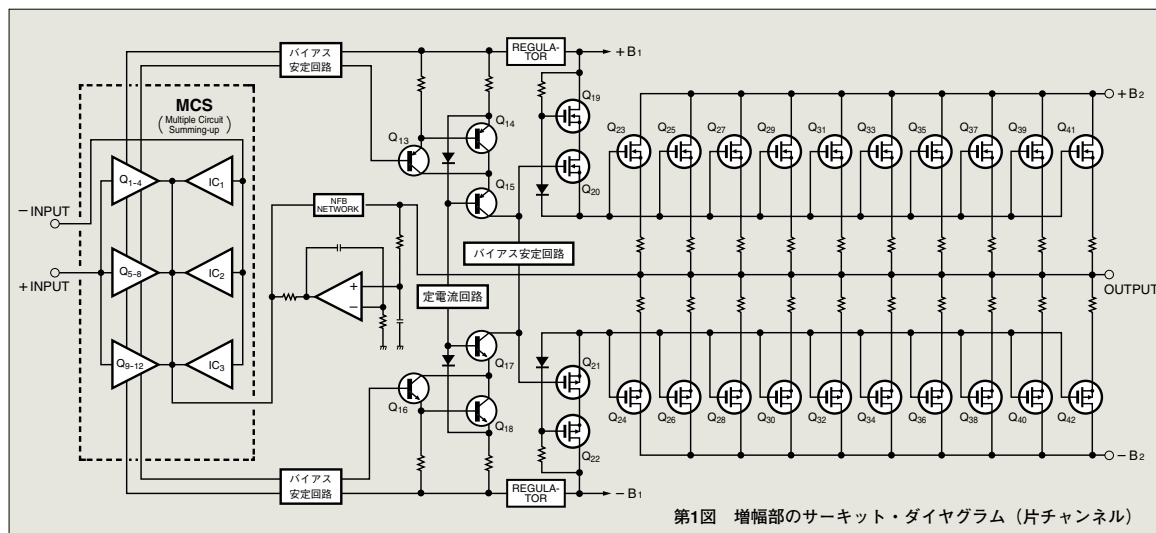 バイアス
安定回路
REGULA-
TOR
+B1
MCS
(Multiple Circuit
Summing-up)
Q13
Q14
Q15
Q19
Q20
Q23
Q25
Q27
Q29
Q31
Q33
Q35
Q37
Q39
Q41
+B2
Q1-4
IC1
−INPUT
NFB
NETWORK
バイアス安定回路
Q5-8
IC2
+INPUT
+
−
定電流回路
OUTPUT
Q9-12
IC3
Q17
Q16
Q18
Q21
Q22
Q24
Q26
Q28
Q30
Q32
Q34
Q36
Q38
Q40
Q42
−B2
バイアス
安定回路
REGULA-
TOR
−B1
第1図 増幅部のサーキット・ダイヤグラム（片チャンネル）